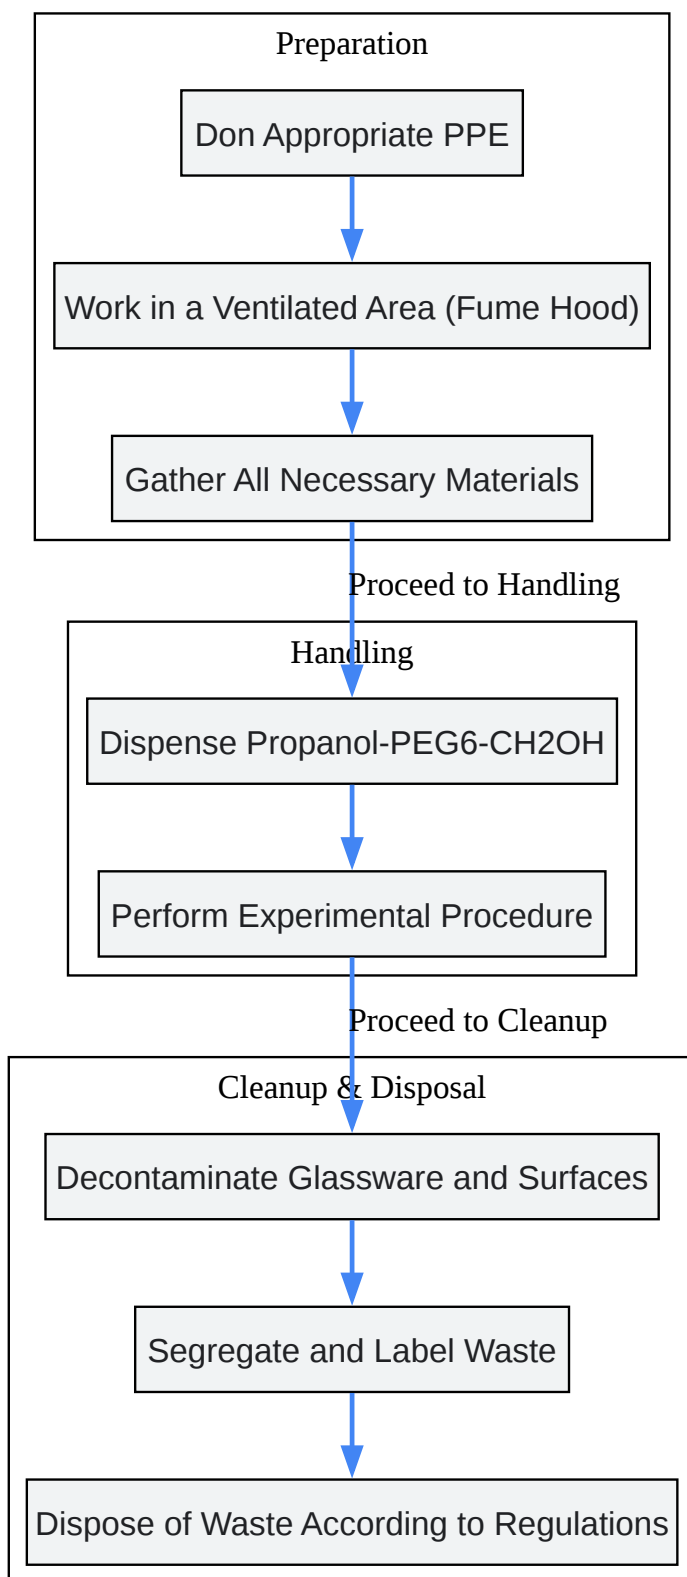 Preparation
Don Appropriate PPE
Work in a Ventilated Area (Fume Hood)
Gather All Necessary Materials
Proceed to Handling
Handling
Dispense Propanol-PEG6-CH2OH
Perform Experimental Procedure
Proceed to Cleanup
Cleanup & Disposal
Decontaminate Glassware and Surfaces
Segregate and Label Waste
Dispose of Waste According to Regulations